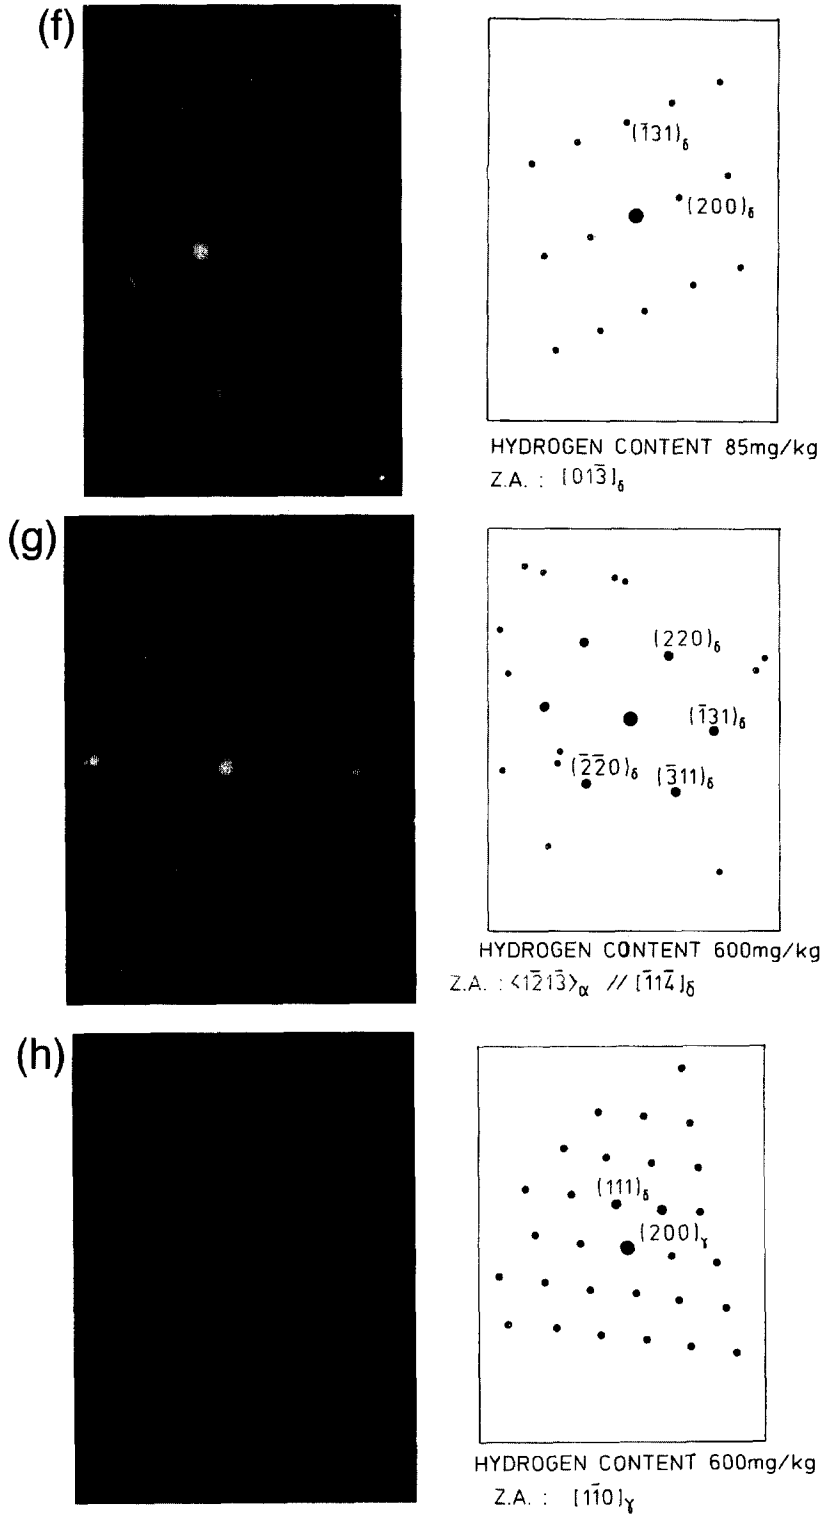 (f)
(1̄31)δ
(200)δ
HYDROGEN CONTENT 85mg/kg
Z.A. : [013̄]δ
(g)
(220)δ
(1̄31)δ
(2̄2̄0)δ
(3̄11)δ
HYDROGEN CONTENT 600mg/kg
Z.A. : <12̄13̄>α // [1̄14̄]δ
(h)
(111)δ
(200)γ
HYDROGEN CONTENT 600mg/kg
Z.A. : [11̄0]γ